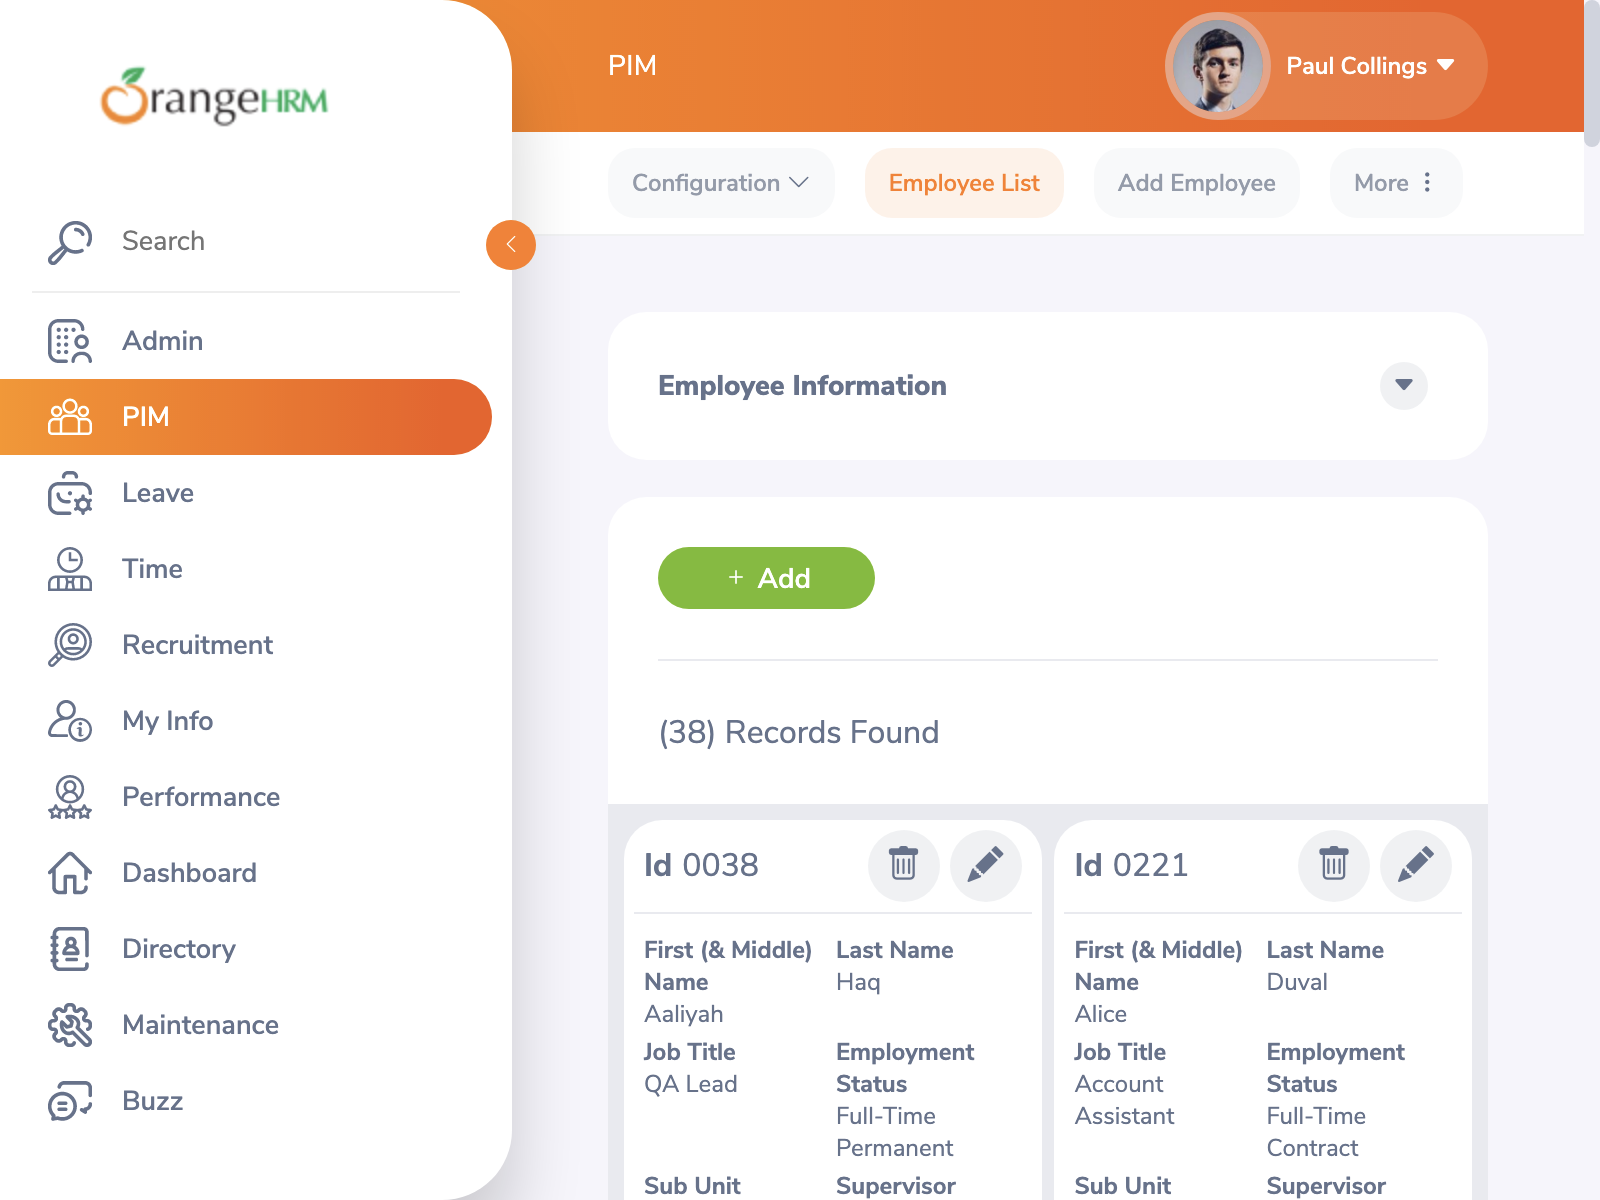 OrangeHRM
Search
Admin
PIM
Leave
Time
Recruitment
My Info
Performance
Dashboard
Directory
Maintenance
Buzz
PIM
Paul Collings
Configuration
Employee List
Add Employee
More
Employee Information
+ Add
(38) Records Found
Id 0038
First (& Middle)
Name
Aaliyah
Last Name
Haq
Job Title
QA Lead
Employment
Status
Full-Time
Permanent
Sub Unit
Supervisor
Id 0221
First (& Middle)
Name
Alice
Last Name
Duval
Job Title
Account
Assistant
Employment
Status
Full-Time
Contract
Sub Unit
Supervisor